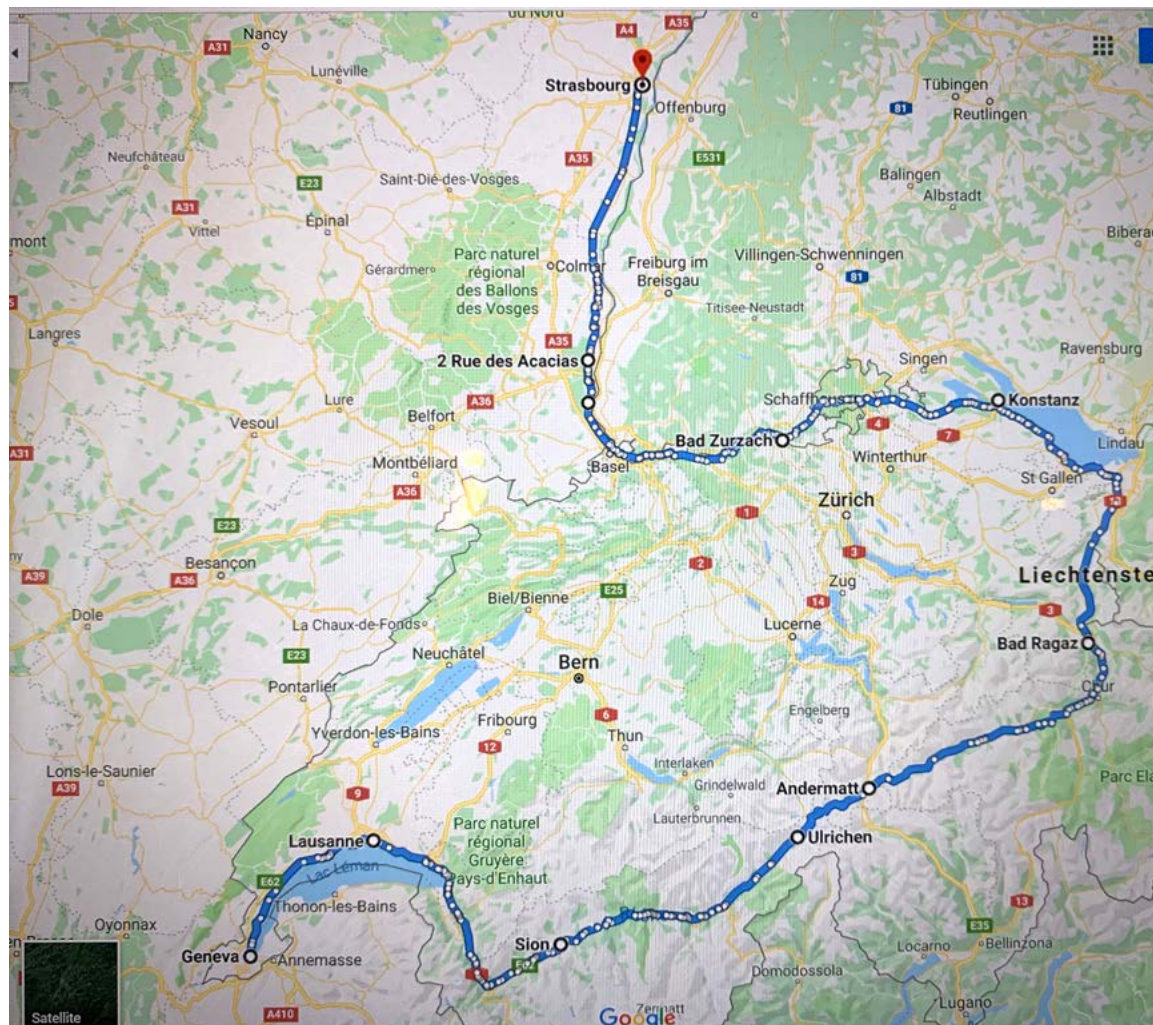 du Nord
A4
A35
Nancy
A31
Lunéville
Strasbourg
Offenburg
81
Tübingen
Reutlingen
Neufchâteau
A35
E531
Saint-Dié-des-Vosges
E23
Balingen
Albstadt
A31
Vittel
Épinal
mont
Bibera
Gérardmer
Parc naturel
régional
des Ballons
des Vosges
Colmar
Freiburg im
Breisgau
Villingen-Schwenningen
81
Titisee-Neustadt
Langres
A35
2 Rue des Acacias
Singen
Ravensburg
Lure
A36
Schaffh
Konstanz
Vesoul
Belfort
4
7
Bad Zurzach
Lindau
A31
Montbéliard
Basel
Winterthur
St Gallen
A36
Zürich
13
E23
1
Besançon
3
A39
A36
2
Liechtenste
E25
Zug
Dole
Biel/Bienne
14
3
La Chaux-de-Fonds
Lucerne
Neuchâtel
Bern
Bad Ragaz
E23
Pontarlier
Chur
6
Engelberg
Fribourg
Yverdon-les-Bains
12
Thun
Interlaken
Lons-le-Saunier
Grindelwald
Andermatt
Parc Ela
A39
9
Lauterbrunnen
Parc naturel
régional
Gruyère
Pays-d'Enhaut
Lausanne
Ulrichen
Lac Léman
E62
Thonon-les-Bains
13
Oyonnax
E35
Geneva
Annemasse
Sion
Locarno
Bellinzona
Domodossola
Lugano
Zermatt
Google
A410
Satellite